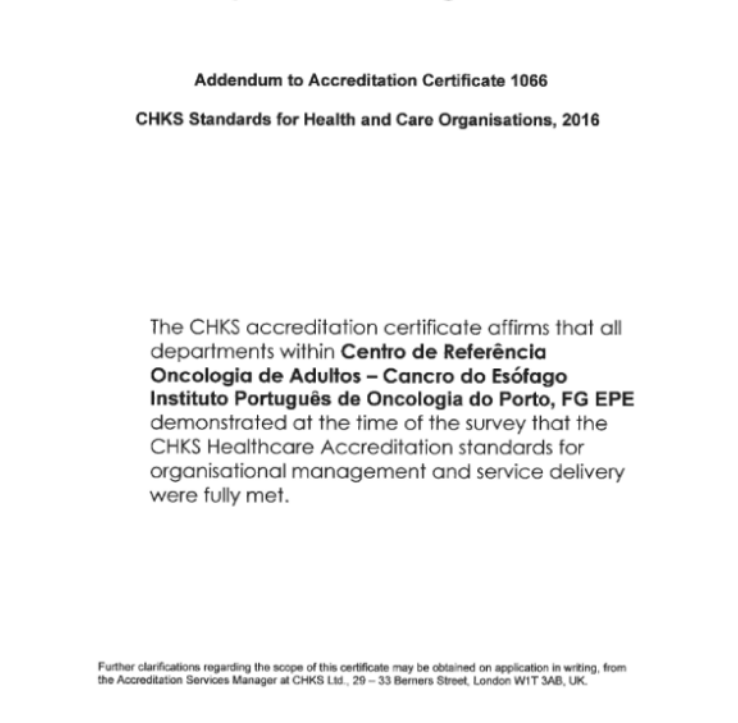 Addendum to Accreditation Certificate 1066
CHKS Standards for Health and Care Organisations, 2016
The CHKS accreditation certificate affirms that all
departments within Centro de Referência
Oncologia de Adultos – Cancro do Esófago
Instituto Português de Oncologia do Porto, FG EPE
demonstrated at the time of the survey that the
CHKS Healthcare Accreditation standards for
organisational management and service delivery
were fully met.
Further clarifications regarding the scope of this certificate may be obtained on application in writing, from
the Accreditation Services Manager at CHKS Ltd., 29 – 33 Berners Street, London W1T 3AB, UK.